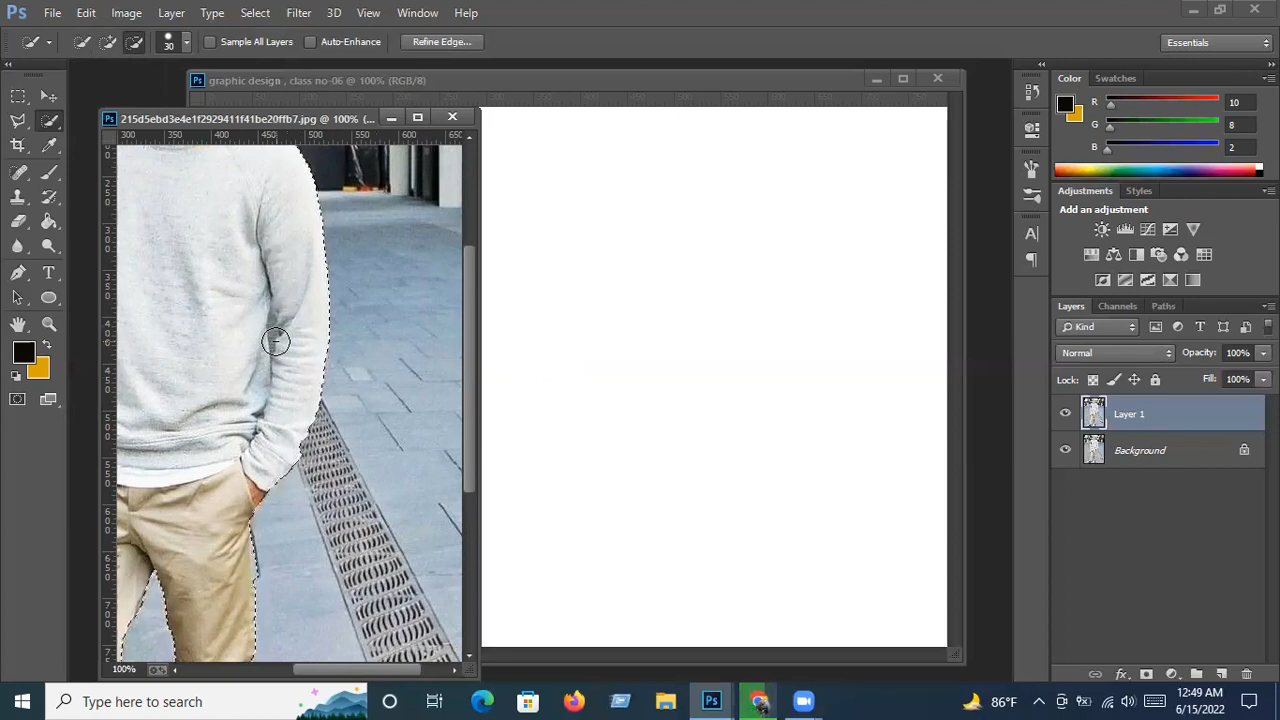 Ps File Edit Image Layer Type Select Filter 3D View Window Help
30 Sample All Layers Auto-Enhance Refine Edge... Essentials
graphic design , class no-06 @ 100% (RGB/8)
215d5ebd3e4e1f2929411f41be20ffb7.jpg @ 100% (...
300 350 400 450 500 550 600 650
Color Swatches
R 10
G 8
B 2
Adjustments Styles
Add an adjustment
Layers Channels Paths
Kind
Normal Opacity: 100%
Lock: Fill: 100%
Layer 1
Background
100%
Type here to search
86°F
12:49 AM
6/15/2022